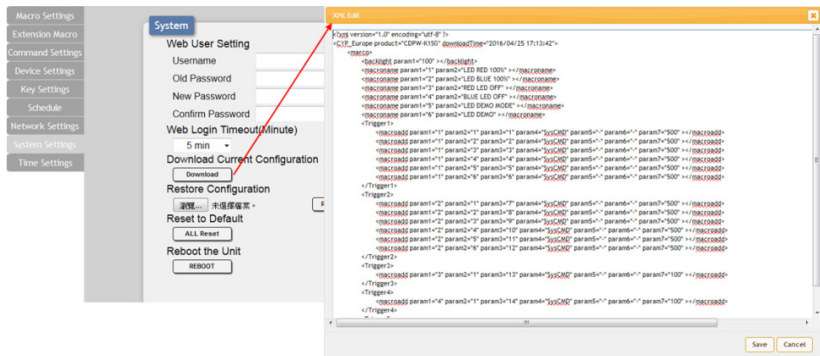 Macro Settings
Extension Macro
Command Settings
Device Settings
Key Settings
Schedule
Network Settings
System Settings
Time Settings
System
Web User Setting
Username
Old Password
New Password
Confirm Password
Web Login Timeout(Minute)
5 min
Download Current Configuration
Download
Restore Configuration
瀏覽... 未選擇檔案。
Reset to Default
ALL Reset
Reboot the Unit
REBOOT
XML Edit
<?xml version="1.0" encoding="utf-8" ?>
<CYP_Europe product="CDPW-K1SG" downloadTime="2016/04/25 17:13:42">
<marco>
<backlight param1="100" ></backlight>
<macroname param1="1" param2="LED RED 100%" ></macroname>
<macroname param1="2" param2="LED BLUE 100%" ></macroname>
<macroname param1="3" param2="RED LED OFF" ></macroname>
<macroname param1="4" param2="BLUE LED OFF" ></macroname>
<macroname param1="5" param2="LED DEMO MODE" ></macroname>
<macroname param1="6" param2="LED DEMO" ></macroname>
<Trigger1>
<macroadd param1="1" param2="1" param3="1" param4="SysCMD" param5="-" param6="-" param7="500" ></macroadd>
<macroadd param1="1" param2="2" param3="2" param4="SysCMD" param5="-" param6="-" param7="500" ></macroadd>
<macroadd param1="1" param2="3" param3="3" param4="SysCMD" param5="-" param6="-" param7="500" ></macroadd>
<macroadd param1="1" param2="4" param3="4" param4="SysCMD" param5="-" param6="-" param7="500" ></macroadd>
<macroadd param1="1" param2="5" param3="5" param4="SysCMD" param5="-" param6="-" param7="500" ></macroadd>
<macroadd param1="1" param2="6" param3="6" param4="SysCMD" param5="-" param6="-" param7="500" ></macroadd>
</Trigger1>
<Trigger2>
<macroadd param1="2" param2="1" param3="7" param4="SysCMD" param5="-" param6="-" param7="500" ></macroadd>
<macroadd param1="2" param2="2" param3="8" param4="SysCMD" param5="-" param6="-" param7="500" ></macroadd>
<macroadd param1="2" param2="3" param3="9" param4="SysCMD" param5="-" param6="-" param7="500" ></macroadd>
<macroadd param1="2" param2="4" param3="10" param4="SysCMD" param5="-" param6="-" param7="500" ></macroadd>
<macroadd param1="2" param2="5" param3="11" param4="SysCMD" param5="-" param6="-" param7="500" ></macroadd>
<macroadd param1="2" param2="6" param3="12" param4="SysCMD" param5="-" param6="-" param7="500" ></macroadd>
</Trigger2>
<Trigger3>
<macroadd param1="3" param2="1" param3="13" param4="SysCMD" param5="-" param6="-" param7="100" ></macroadd>
</Trigger3>
<Trigger4>
<macroadd param1="4" param2="1" param3="14" param4="SysCMD" param5="-" param6="-" param7="100" ></macroadd>
</Trigger4>
Save
Cancel